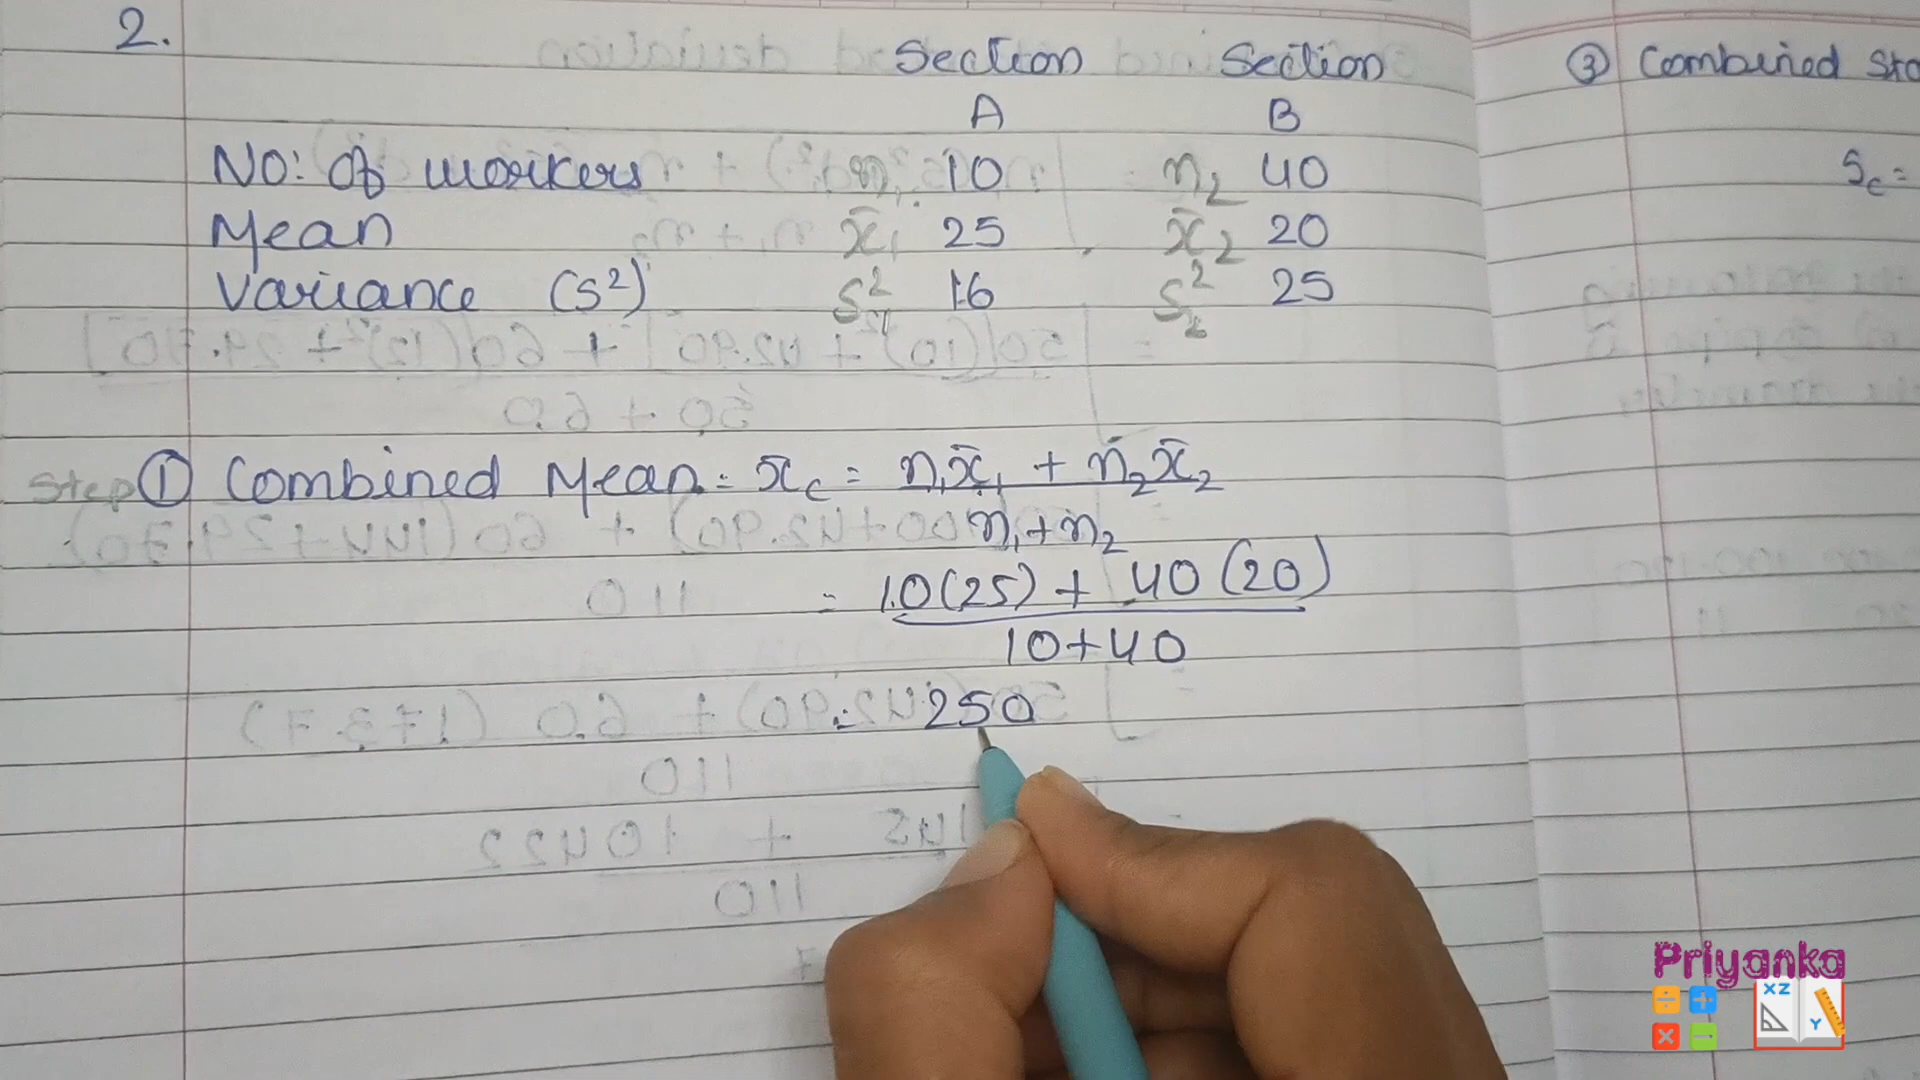 2.
Section Section
A B
No: of workers n₁ 10 n₂ 40
Mean x̄₁ 25 x̄₂ 20
Variance (s²) s₁² 16 s₂² 25
Step ① Combined Mean = x̄c = n₁x̄₁ + n₂x̄₂
n₁+n₂
= 10(25) + 40(20)
10+40
= 250
③ Combined
Sc =
Priyanka
XZ
Y